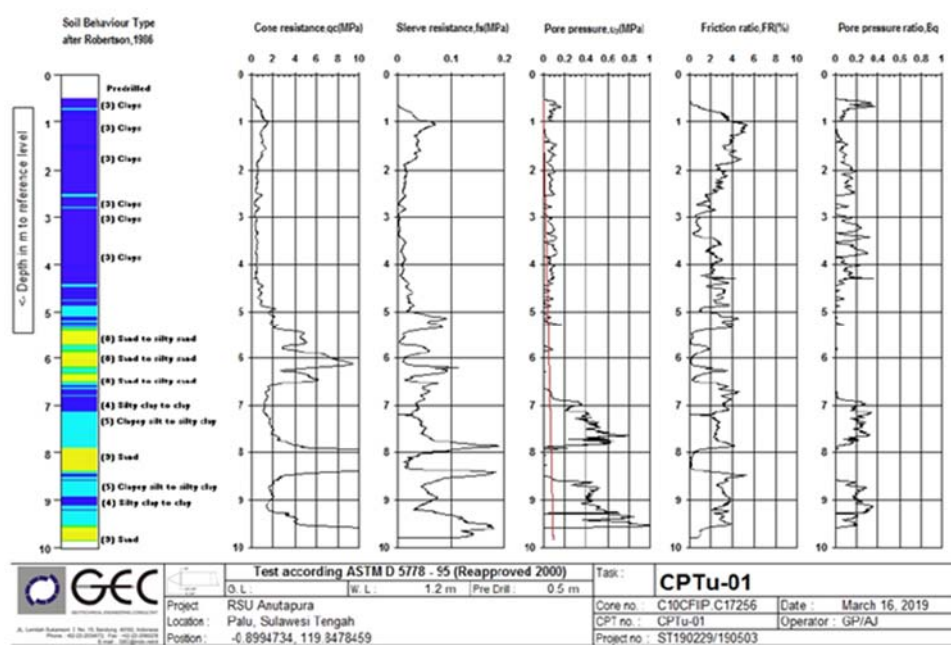 Soil Behaviour Type
after Robertson, 1986
Cone resistance,qc(MPa)
Sleeve resistance,fs(MPa)
Pore pressure,u2(MPa)
Friction ratio,FR(%)
Pore pressure ratio,Bq
0 2 4 6 8 10
0 0.1 0.2
0 0.2 0.4 0.6 0.8 1
0 2 4 6 8 10
0 0.2 0.4 0.6 0.8 1
<- Depth in m to reference level
0
1
2
3
4
5
6
7
8
9
10
Predrilled
(3) Clays
(3) Clays
(3) Clays
(3) Clays
(3) Clays
(3) Clays
(8) Sand to silty sand
(8) Sand to silty sand
(8) Sand to silty sand
(4) Silty clay to clay
(5) Clayey silt to silty clay
(9) Sand
(5) Clayey silt to silty clay
(4) Silty clay to clay
(9) Sand
GEC
Test according ASTM D 5778 - 95 (Reapproved 2000)
G.L.:
W.L.: 1.2 m
Pre Drill: 0.5 m
Project RSU Anutapura
Location: Palu, Sulawesi Tengah
Position: -0.8994734, 119.8478459
Task:
CPTu-01
Core no.: C10CFIIP.C17256
Date: March 16, 2019
CPT no.: CPTu-01
Operator: GP/AJ
Project no: ST190229/190503